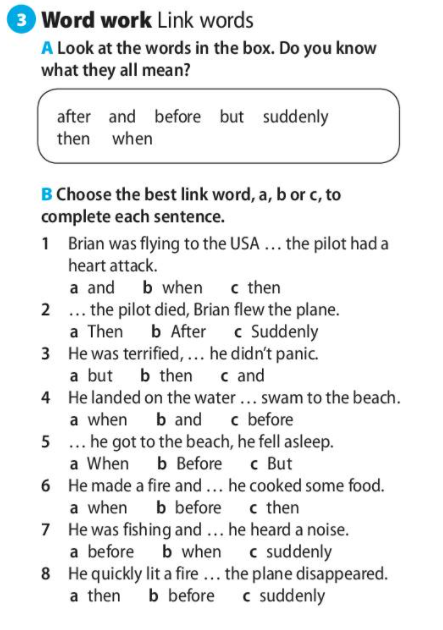 3 Word work Link words
A Look at the words in the box. Do you know
what they all mean?
after and before but suddenly
then when
B Choose the best link word, a, b or c, to
complete each sentence.
1 Brian was flying to the USA … the pilot had a
heart attack.
a and b when c then
2 … the pilot died, Brian flew the plane.
a Then b After c Suddenly
3 He was terrified, … he didn't panic.
a but b then c and
4 He landed on the water … swam to the beach.
a when b and c before
5 … he got to the beach, he fell asleep.
a When b Before c But
6 He made a fire and … he cooked some food.
a when b before c then
7 He was fishing and … he heard a noise.
a before b when c suddenly
8 He quickly lit a fire … the plane disappeared.
a then b before c suddenly